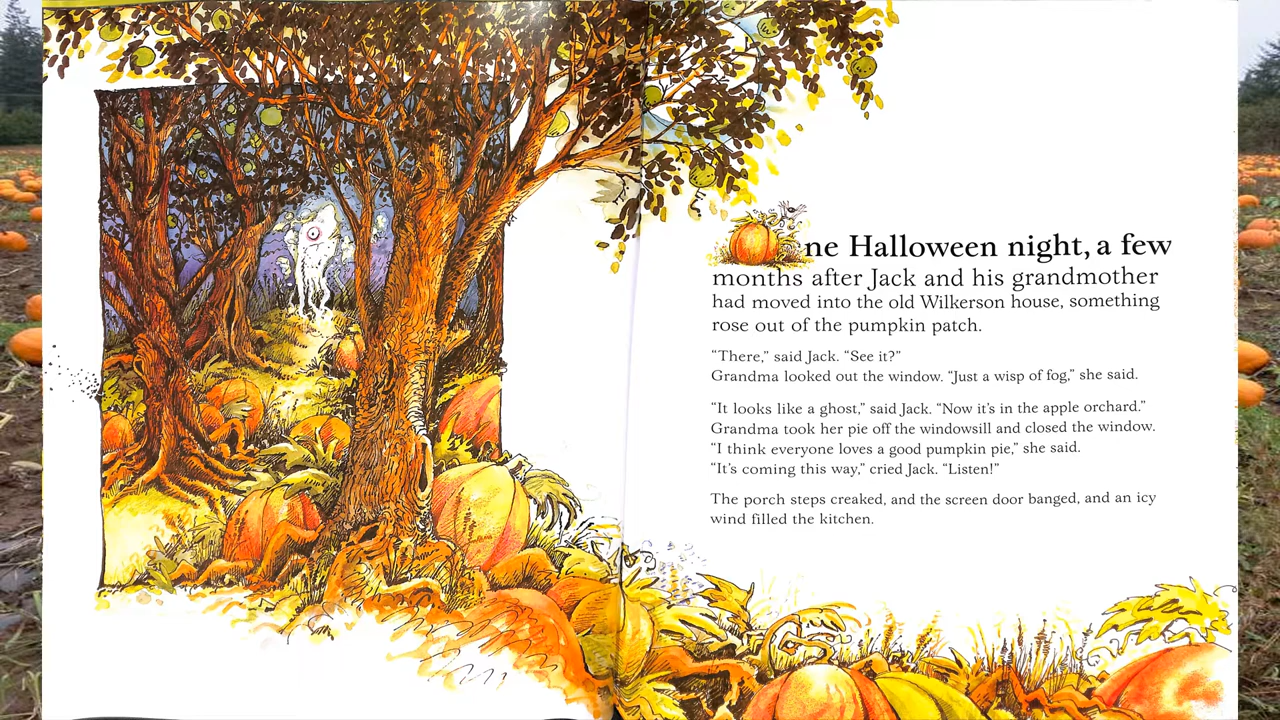 ne Halloween night, a few
months after Jack and his grandmother
had moved into the old Wilkerson house, something
rose out of the pumpkin patch.
“There,” said Jack. “See it?”
Grandma looked out the window. “Just a wisp of fog,” she said.
“It looks like a ghost,” said Jack. “Now it’s in the apple orchard.”
Grandma took her pie off the windowsill and closed the window.
“I think everyone loves a good pumpkin pie,” she said.
“It’s coming this way,” cried Jack. “Listen!”
The porch steps creaked, and the screen door banged, and an icy
wind filled the kitchen.